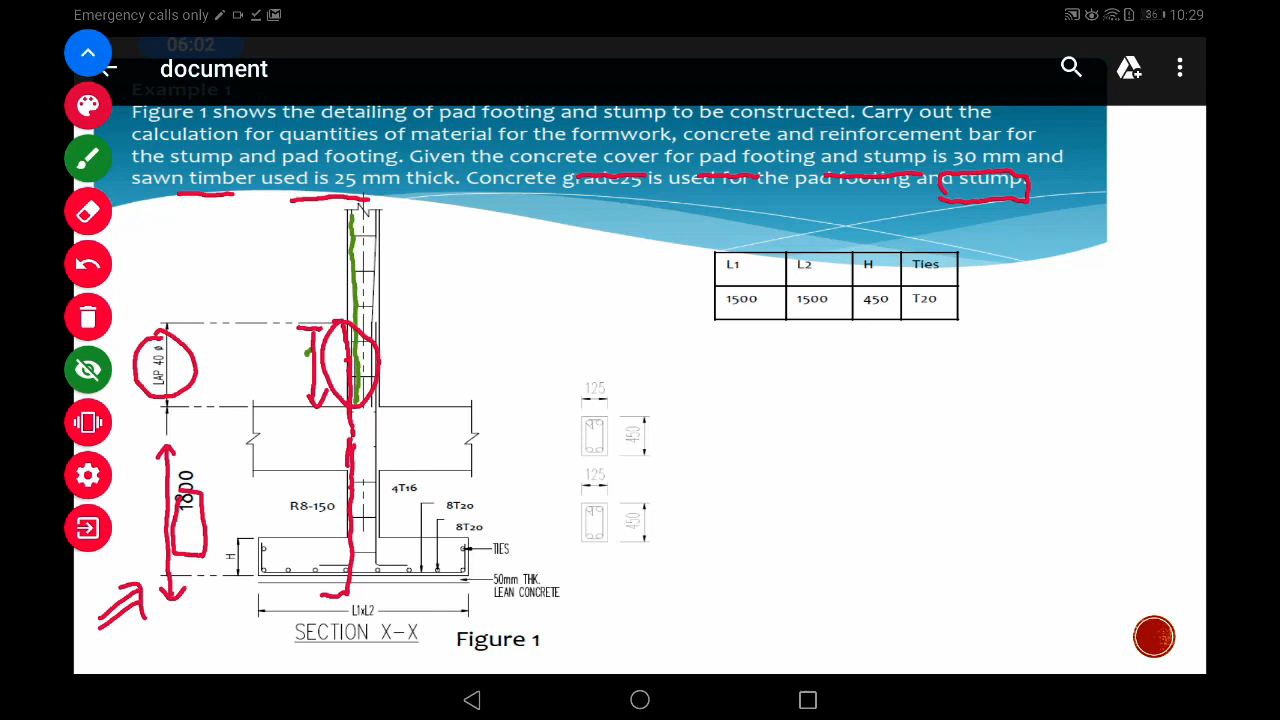 Emergency calls only
36
10:29
06:02
document
Example 1
Figure 1 shows the detailing of pad footing and stump to be constructed. Carry out the
calculation for quantities of material for the formwork, concrete and reinforcement bar for
the stump and pad footing. Given the concrete cover for pad footing and stump is 30 mm and
sawn timber used is 25 mm thick. Concrete grade25 is used for the pad footing and stump.
L1 L2 H Ties
1500 1500 450 T20
LAP 40 ø
125
450
125
450
1800
4T16
R8-150
8T20
8T20
H
TIES
50mm THK.
LEAN CONCRETE
L1xL2
SECTION X-X
Figure 1